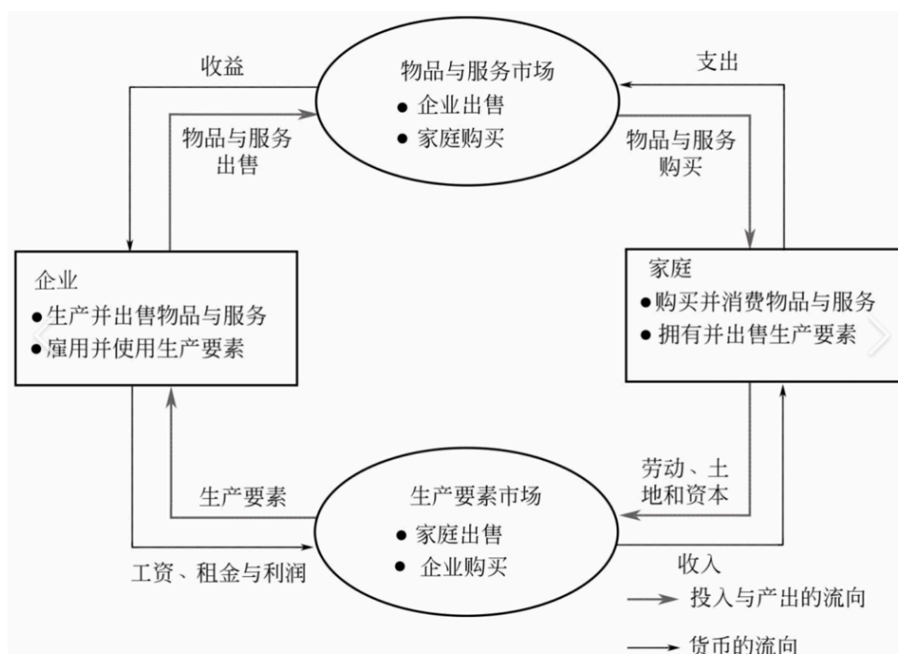 收益
物品与服务市场
● 企业出售
● 家庭购买
支出
物品与服务
出售
物品与服务
购买
企业
●生产并出售物品与服务
●雇用并使用生产要素
家庭
●购买并消费物品与服务
● 拥有并出售生产要素
生产要素
生产要素市场
● 家庭出售
● 企业购买
劳动、土
地和资本
工资、租金与利润
收入
投入与产出的流向
货币的流向